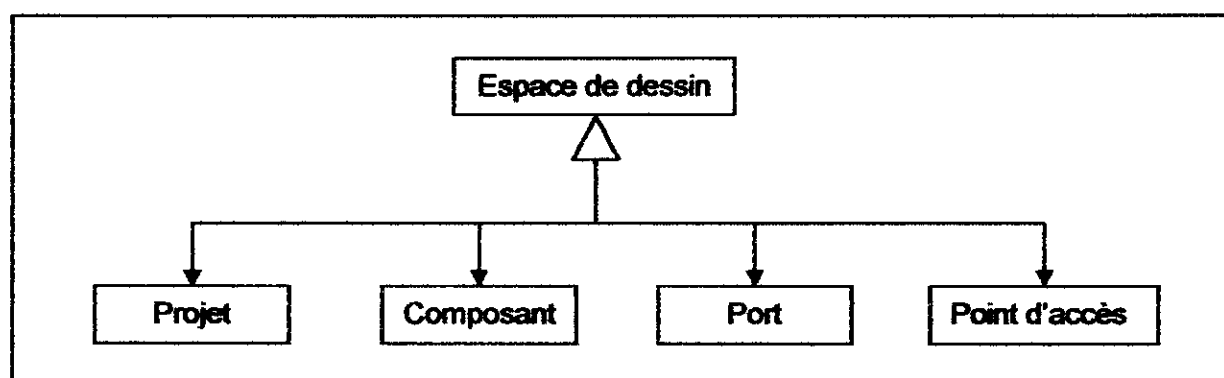 Espace de dessin
Projet
Composant
Port
Point d'accès